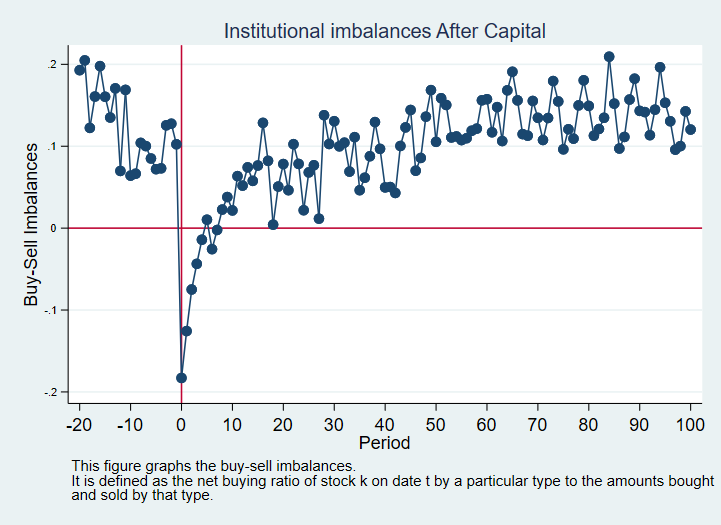 Institutional imbalances After Capital
Buy-Sell Imbalances
.2
.1
0
-.1
-.2
-20 -10 0 10 20 30 40 50 60 70 80 90 100
Period
This figure graphs the buy-sell imbalances.
It is defined as the net buying ratio of stock k on date t by a particular type to the amounts bought
and sold by that type.